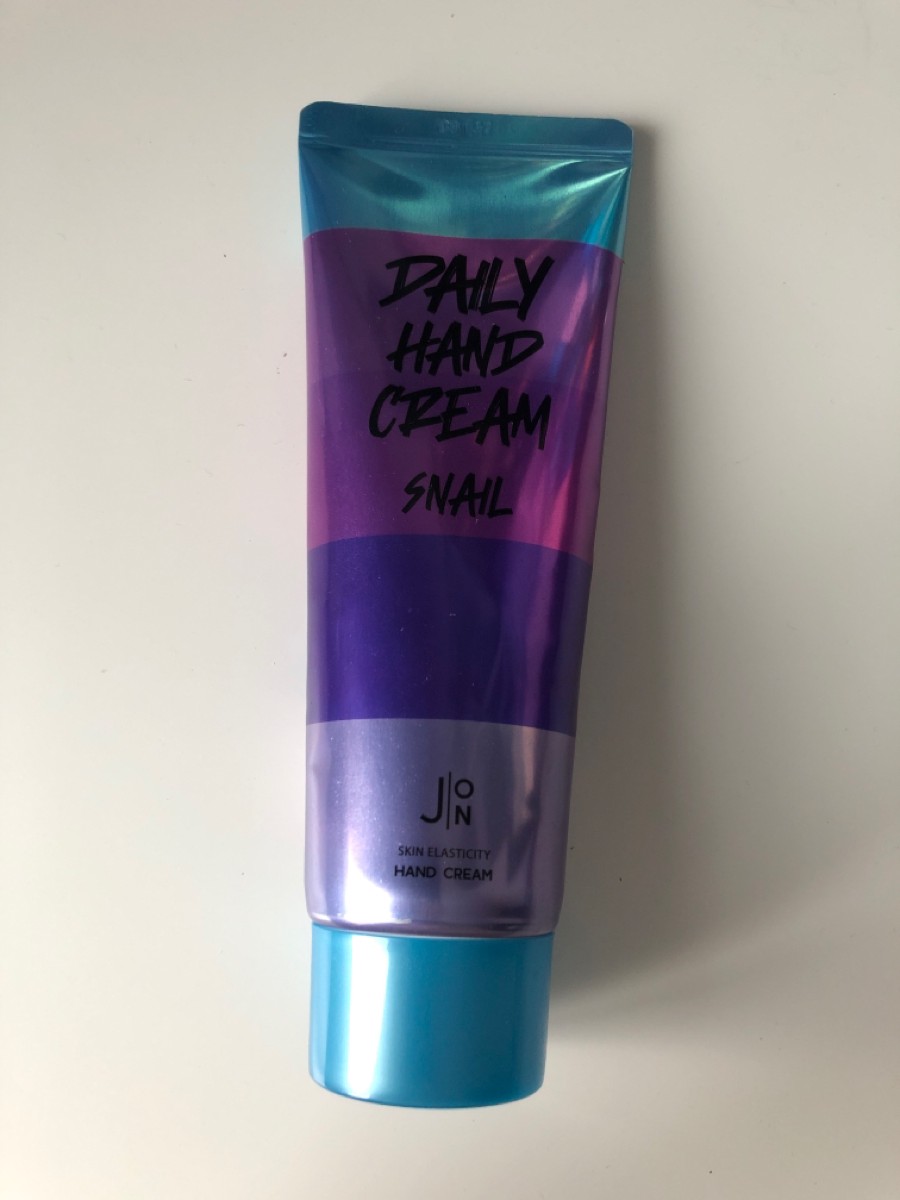 DAILY
HAND
CREAM
SNAIL
J|ON
SKIN ELASTICITY
HAND CREAM